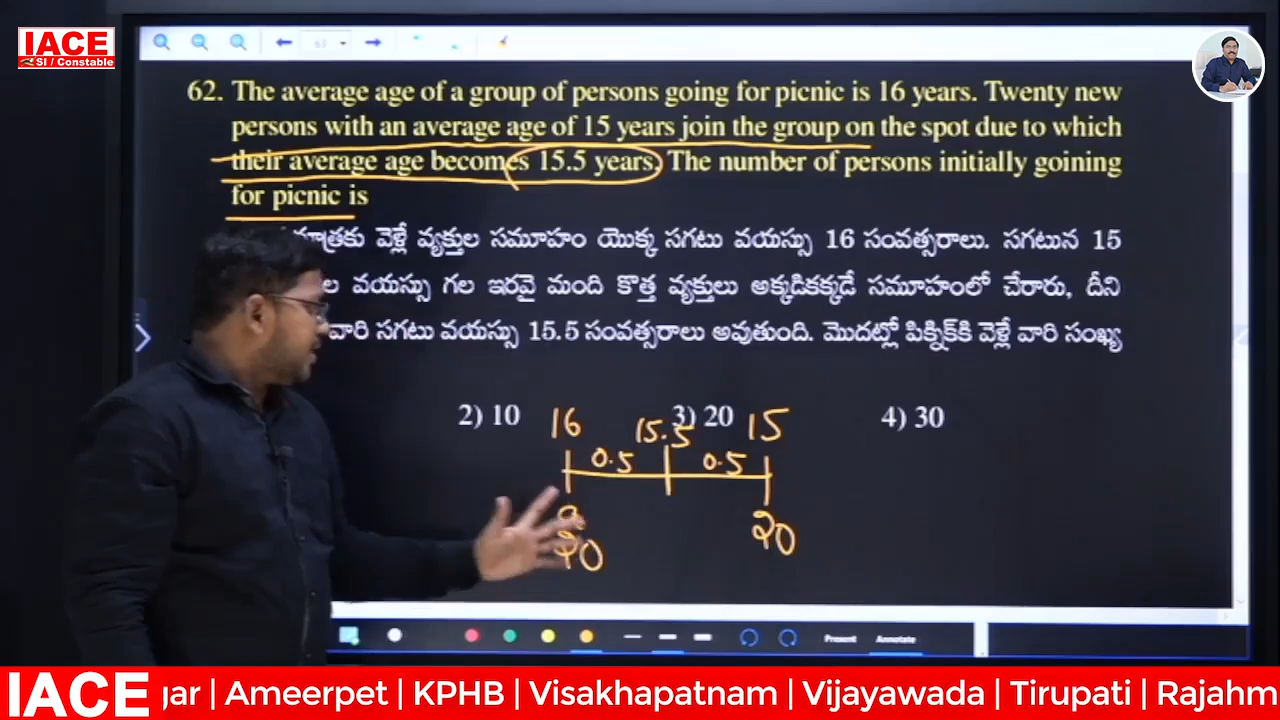 IACE
SI / Constable
62. The average age of a group of persons going for picnic is 16 years. Twenty new
persons with an average age of 15 years join the group on the spot due to which
their average age becomes 15.5 years. The number of persons initially goining
for picnic is
వెళ్లే వ్యక్తుల సమూహం యొక్క సగటు వయస్సు 16 సంవత్సరాలు. సగటున 15
వయస్సు గల ఇరవై మంది కొత్త వ్యక్తులు అక్కడికక్కడే సమూహంలో చేరారు, దీని
వారి సగటు వయస్సు 15.5 సంవత్సరాలు అవుతుంది. మొదట్లో పిక్నిక్‌కి వెళ్లే వారి సంఖ్య
2) 10 3) 20 4) 30
16 15.5 15
0.5 0.5
20 20
Present Annotate
IACE | Ameerpet | KPHB | Visakhapatnam | Vijayawada | Tirupati |